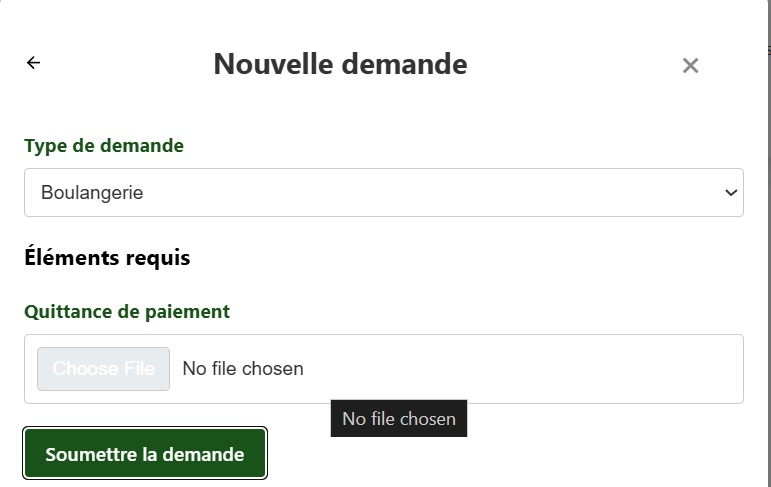 Nouvelle demande
Type de demande
Boulangerie
Éléments requis
Quittance de paiement
Choose File No file chosen
No file chosen
Soumettre la demande